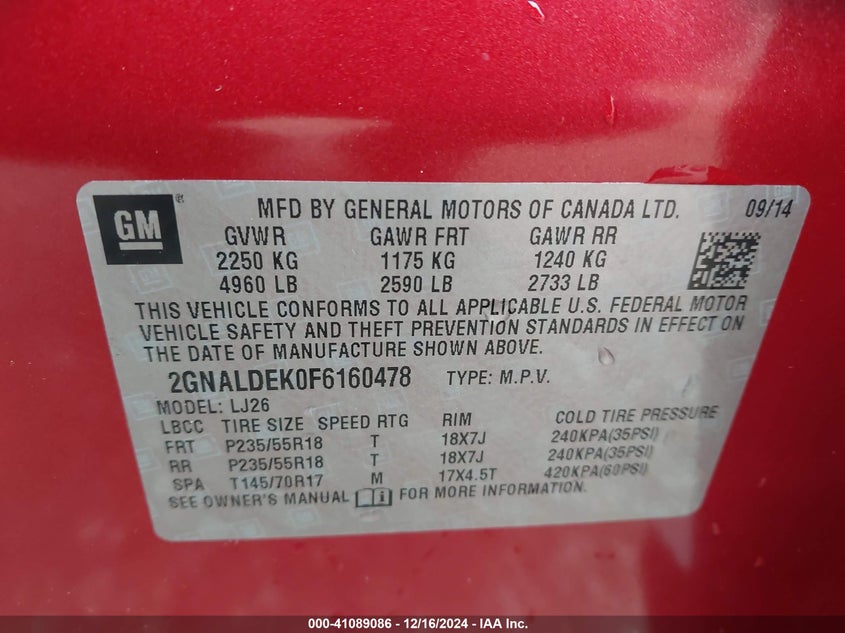 GM ® MFD BY GENERAL MOTORS OF CANADA LTD. 09/14
GVWR GAWR FRT GAWR RR
2250 KG 1175 KG 1240 KG
4960 LB 2590 LB 2733 LB
THIS VEHICLE CONFORMS TO ALL APPLICABLE U.S. FEDERAL MOTOR
VEHICLE SAFETY AND THEFT PREVENTION STANDARDS IN EFFECT ON
THE DATE OF MANUFACTURE SHOWN ABOVE.
2GNALDEK0F6160478 TYPE: M.P.V.
MODEL: LJ26
LBCC TIRE SIZE SPEED RTG RIM COLD TIRE PRESSURE
FRT P235/55R18 T 18X7J 240KPA(35PSI)
RR P235/55R18 T 18X7J 240KPA(35PSI)
SPA T145/70R17 M 17X4.5T 420KPA(60PSI)
SEE OWNER'S MANUAL FOR MORE INFORMATION.
000-41089086 - 12/16/2024 - IAA Inc.